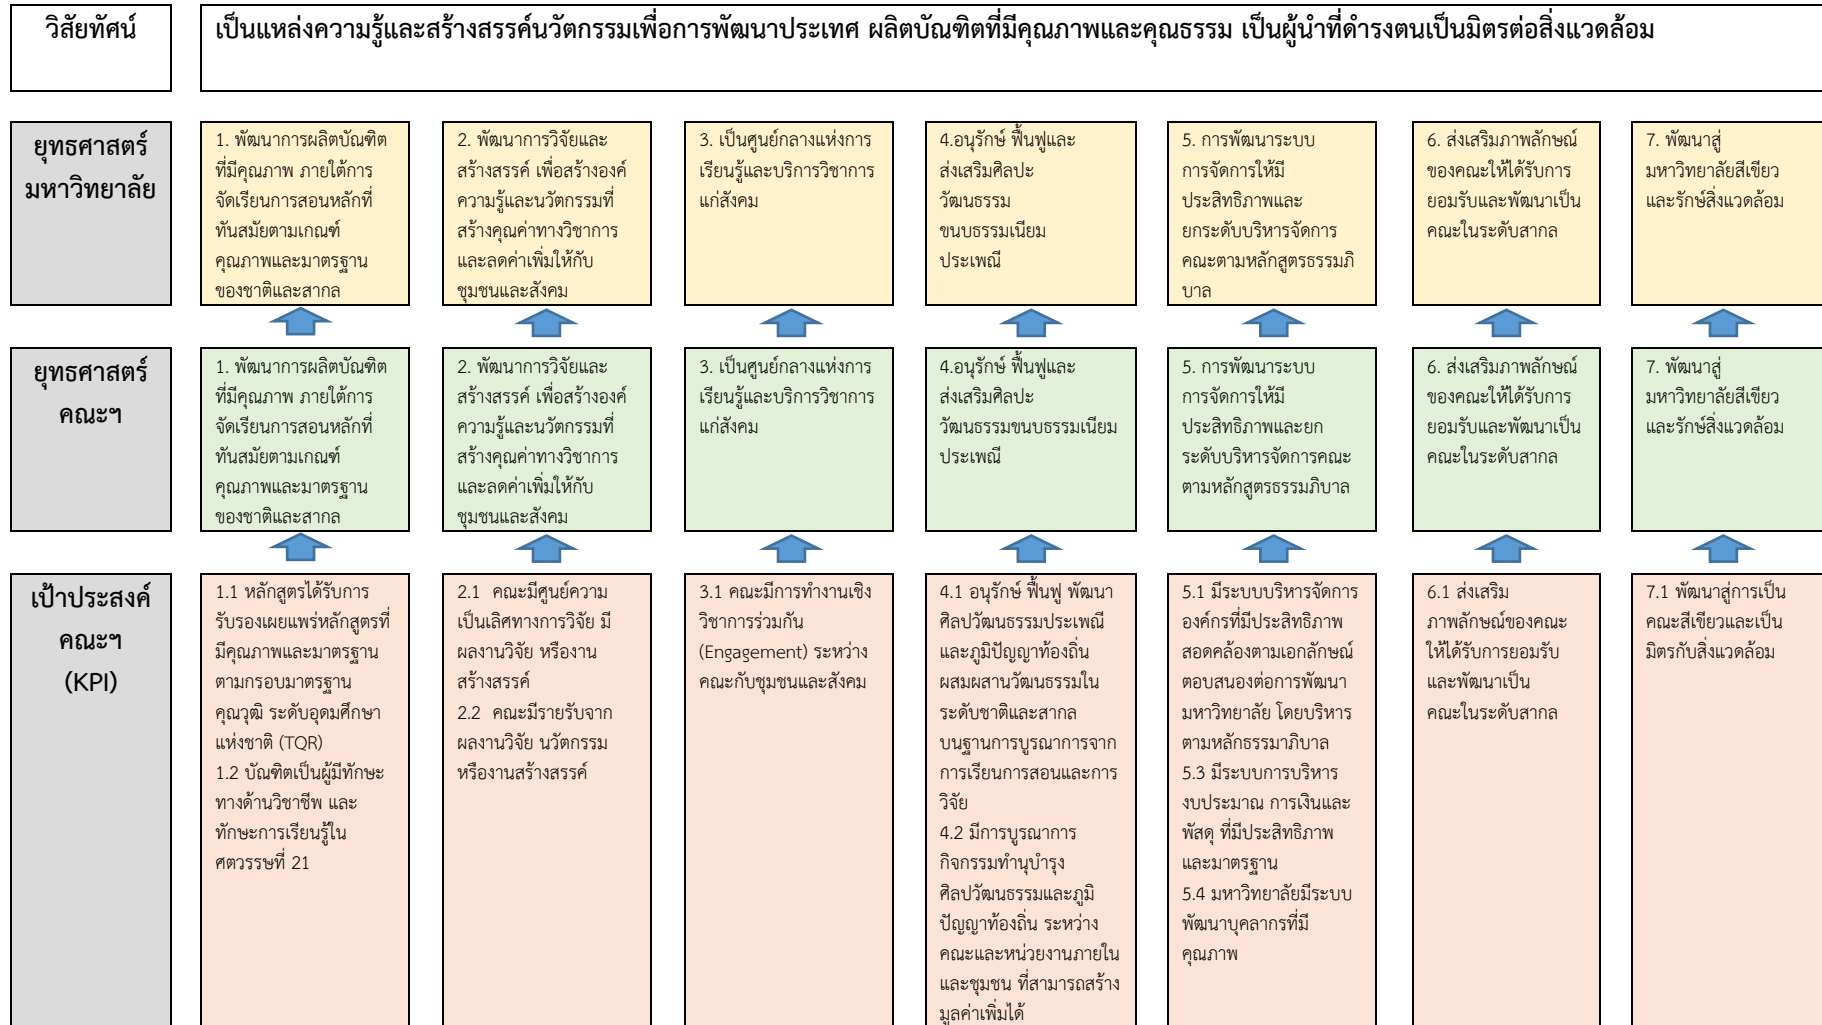 วิสัยทัศน์
เป็นแหล่งความรู้และสร้างสรรค์นวัตกรรมเพื่อการพัฒนาประเทศ ผลิตบัณฑิตที่มีคุณภาพและคุณธรรม เป็นผู้นำที่ดำรงตนเป็นมิตรต่อสิ่งแวดล้อม
ยุทธศาสตร์
มหาวิทยาลัย
1. พัฒนาการผลิตบัณฑิต
ที่มีคุณภาพ ภายใต้การ
จัดเรียนการสอนหลักที่
ทันสมัยตามเกณฑ์
คุณภาพและมาตรฐาน
ของชาติและสากล
2. พัฒนาการวิจัยและ
สร้างสรรค์ เพื่อสร้างองค์
ความรู้และนวัตกรรมที่
สร้างคุณค่าทางวิชาการ
และลดค่าเพิ่มให้กับ
ชุมชนและสังคม
3. เป็นศูนย์กลางแห่งการ
เรียนรู้และบริการวิชาการ
แก่สังคม
4.อนุรักษ์ ฟื้นฟูและ
ส่งเสริมศิลปะ
วัฒนธรรม
ขนบธรรมเนียม
ประเพณี
5. การพัฒนาระบบ
การจัดการให้มี
ประสิทธิภาพและ
ยกระดับบริหารจัดการ
คณะตามหลักสูตรธรรมภิ
บาล
6. ส่งเสริมภาพลักษณ์
ของคณะให้ได้รับการ
ยอมรับและพัฒนาเป็น
คณะในระดับสากล
7. พัฒนาสู่
มหาวิทยาลัยสีเขียว
และรักษ์สิ่งแวดล้อม
ยุทธศาสตร์
คณะฯ
1. พัฒนาการผลิตบัณฑิต
ที่มีคุณภาพ ภายใต้การ
จัดเรียนการสอนหลักที่
ทันสมัยตามเกณฑ์
คุณภาพและมาตรฐาน
ของชาติและสากล
2. พัฒนาการวิจัยและ
สร้างสรรค์ เพื่อสร้างองค์
ความรู้และนวัตกรรมที่
สร้างคุณค่าทางวิชาการ
และลดค่าเพิ่มให้กับ
ชุมชนและสังคม
3. เป็นศูนย์กลางแห่งการ
เรียนรู้และบริการวิชาการ
แก่สังคม
4.อนุรักษ์ ฟื้นฟูและ
ส่งเสริมศิลปะ
วัฒนธรรมขนบธรรมเนียม
ประเพณี
5. การพัฒนาระบบ
การจัดการให้มี
ประสิทธิภาพและยก
ระดับบริหารจัดการคณะ
ตามหลักสูตรธรรมภิบาล
6. ส่งเสริมภาพลักษณ์
ของคณะให้ได้รับการ
ยอมรับและพัฒนาเป็น
คณะในระดับสากล
7. พัฒนาสู่
มหาวิทยาลัยสีเขียว
และรักษ์สิ่งแวดล้อม
เป้าประสงค์
คณะฯ
(KPI)
1.1 หลักสูตรได้รับการ
รับรองเผยแพร่หลักสูตรที่
มีคุณภาพและมาตรฐาน
ตามกรอบมาตรฐาน
คุณวุฒิ ระดับอุดมศึกษา
แห่งชาติ (TQR)
1.2 บัณฑิตเป็นผู้มีทักษะ
ทางด้านวิชาชีพ และ
ทักษะการเรียนรู้ใน
ศตวรรษที่ 21
2.1 คณะมีศูนย์ความ
เป็นเลิศทางการวิจัย มี
ผลงานวิจัย หรืองาน
สร้างสรรค์
2.2 คณะมีรายรับจาก
ผลงานวิจัย นวัตกรรม
หรืองานสร้างสรรค์
3.1 คณะมีการทำงานเชิง
วิชาการร่วมกัน
(Engagement) ระหว่าง
คณะกับชุมชนและสังคม
4.1 อนุรักษ์ ฟื้นฟู พัฒนา
ศิลปวัฒนธรรมประเพณี
และภูมิปัญญาท้องถิ่น
ผสมผสานวัฒนธรรมใน
ระดับชาติและสากล
บนฐานการบูรณาการจาก
การเรียนการสอนและการ
วิจัย
4.2 มีการบูรณาการ
กิจกรรมทำนุบำรุง
ศิลปวัฒนธรรมและภูมิ
ปัญญาท้องถิ่น ระหว่าง
คณะและหน่วยงานภายใน
และชุมชน ที่สามารถสร้าง
มูลค่าเพิ่มได้
5.1 มีระบบบริหารจัดการ
องค์กรที่มีประสิทธิภาพ
สอดคล้องตามเอกลักษณ์
ตอบสนองต่อการพัฒนา
มหาวิทยาลัย โดยบริหาร
ตามหลักธรรมาภิบาล
5.3 มีระบบการบริหาร
งบประมาณ การเงินและ
พัสดุ ที่มีประสิทธิภาพ
และมาตรฐาน
5.4 มหาวิทยาลัยมีระบบ
พัฒนาบุคลากรที่มี
คุณภาพ
6.1 ส่งเสริม
ภาพลักษณ์ของคณะ
ให้ได้รับการยอมรับ
และพัฒนาเป็น
คณะในระดับสากล
7.1 พัฒนาสู่การเป็น
คณะสีเขียวและเป็น
มิตรกับสิ่งแวดล้อม